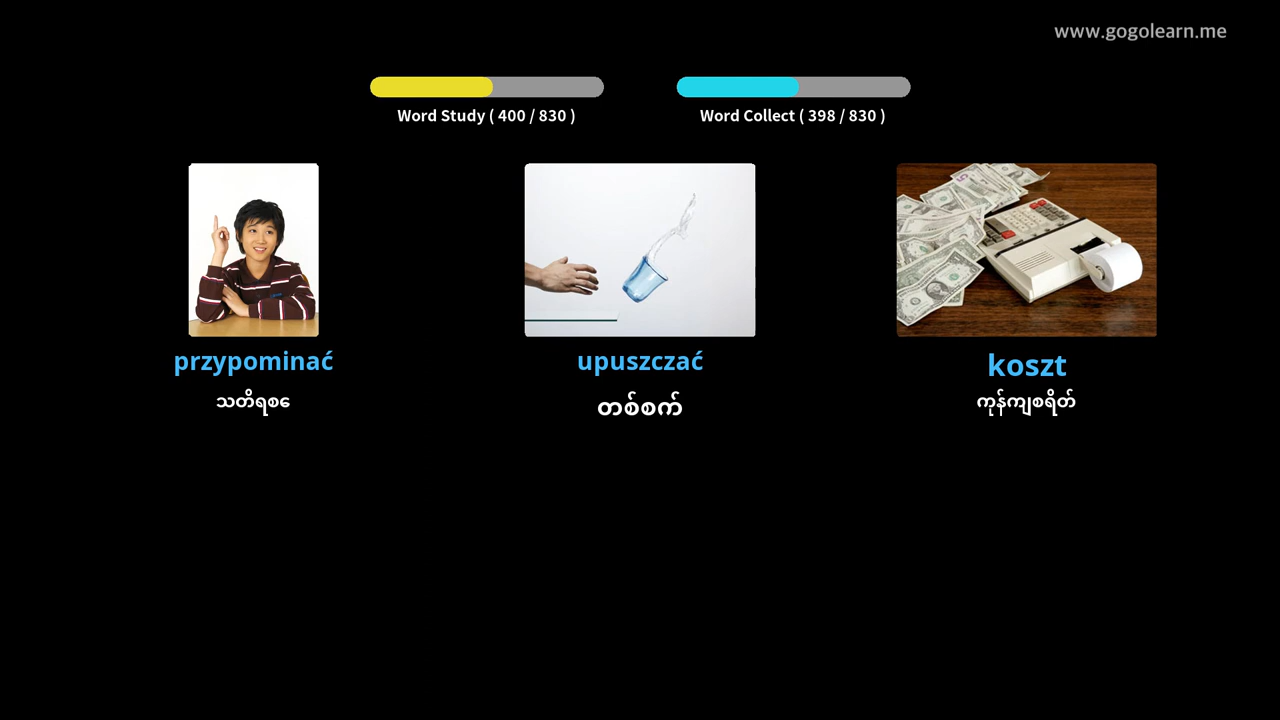 www.gogolearn.me
Word Study ( 400 / 830 )
Word Collect ( 398 / 830 )
przypominać
upuszczać
koszt
သတိရစေ
တစ်စက်
ကုန်ကျစရိတ်